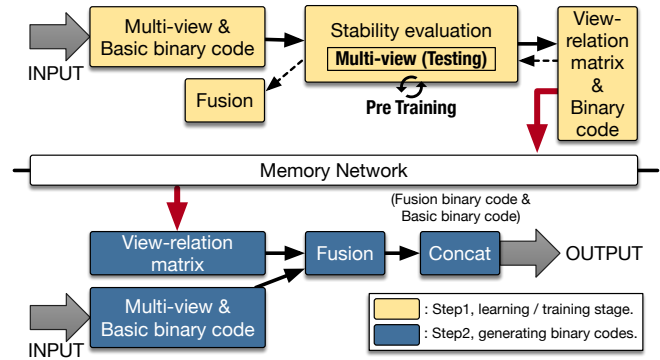 Multi-view &
Basic binary code
INPUT
Stability evaluation
Multi-view (Testing)
Pre Training
Fusion
View-
relation
matrix
&
Binary
code
Memory Network
(Fusion binary code &
Basic binary code)
View-relation
matrix
Fusion
Concat
OUTPUT
Multi-view &
Basic binary code
INPUT
: Step1, learning / training stage.
: Step2, generating binary codes.